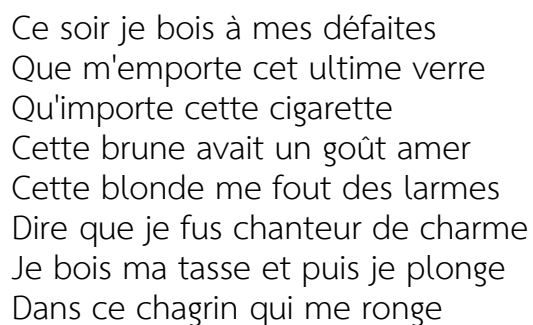 Ce soir je bois à mes défaites
Que m'emporte cet ultime verre
Qu'importe cette cigarette
Cette brune avait un goût amer
Cette blonde me fout des larmes
Dire que je fus chanteur de charme
Je bois ma tasse et puis je plonge
Dans ce chagrin qui me ronge